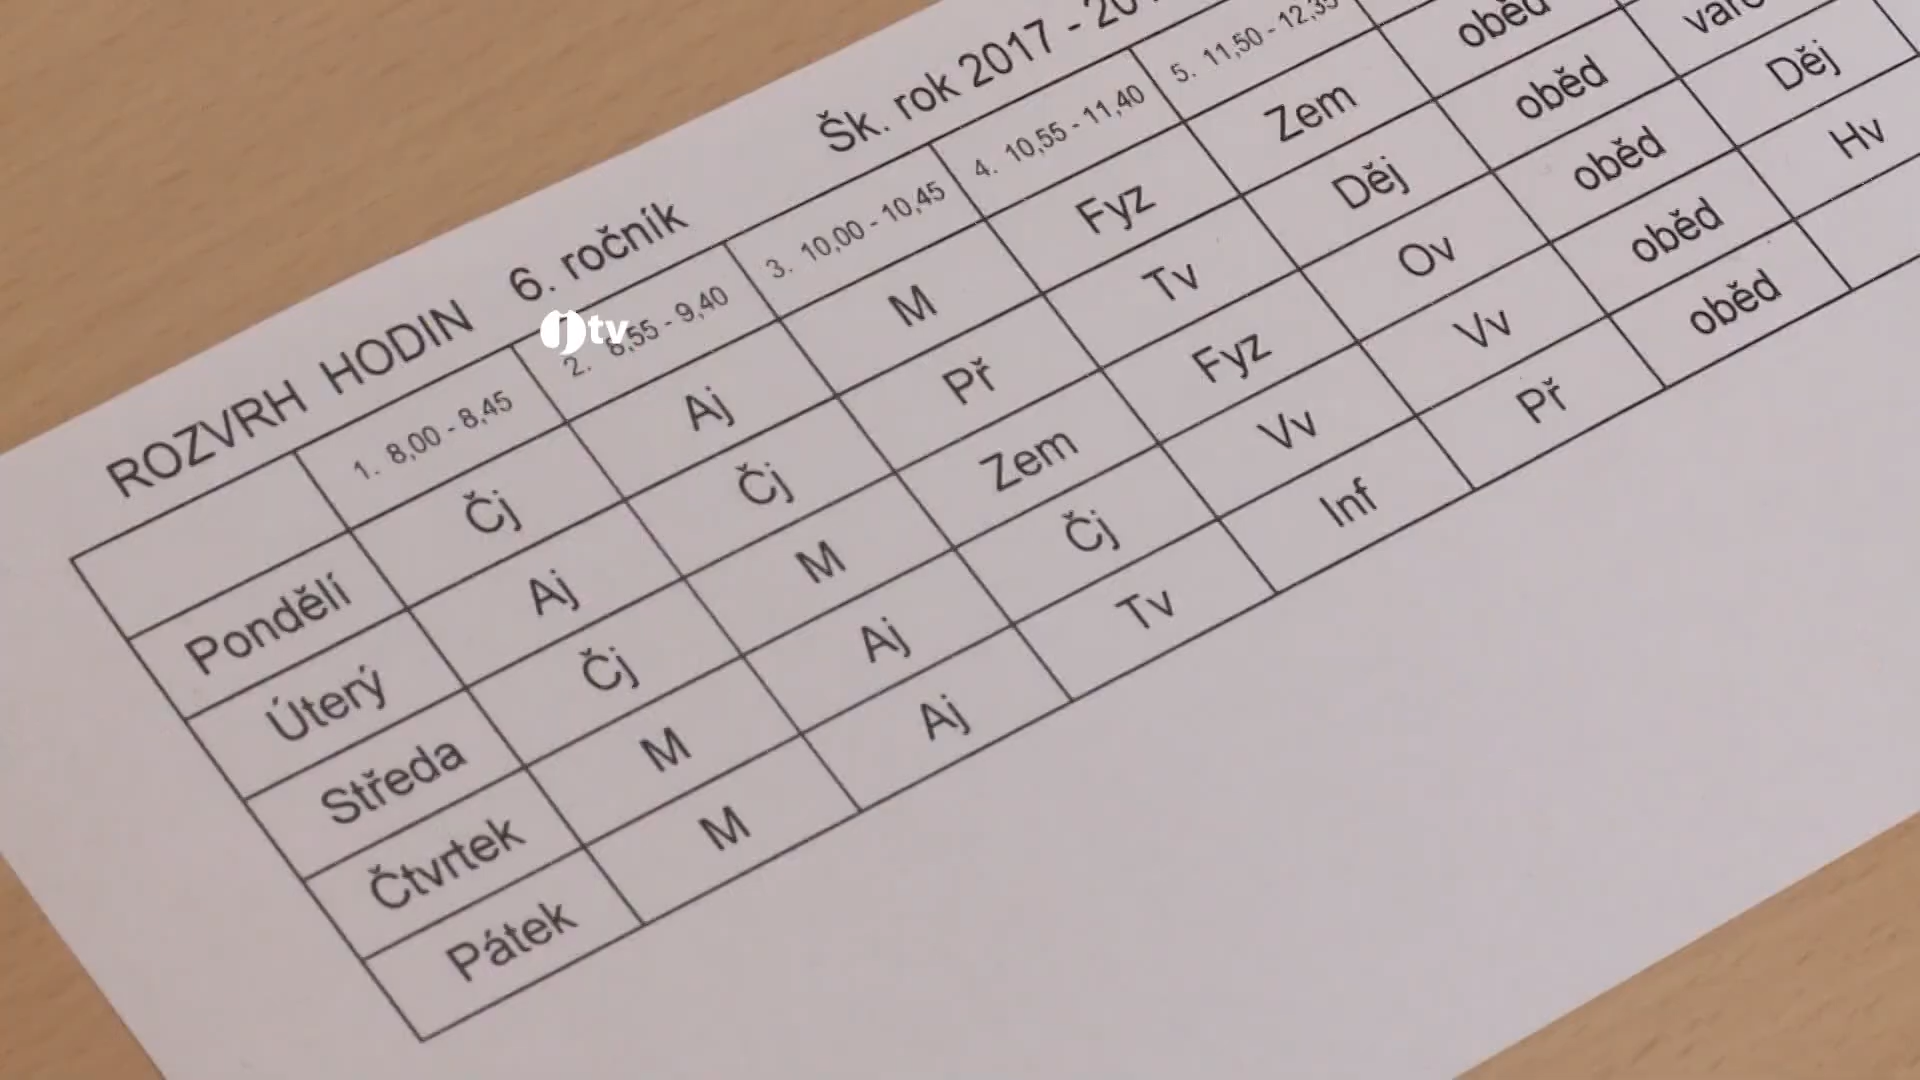 ROZVRH HODIN 6. ročník Šk. rok 2017 -
1. 8,00 - 8,45 2. 8,55 - 9,40 3. 10,00 - 10,45 4. 10,55 - 11,40 5. 11,50 - 12,35
Pondělí Čj Aj M Fyz Zem oběd
Úterý Aj Čj Př Tv Děj oběd
Středa Čj M Zem Fyz Ov oběd Děj
Čtvrtek M Aj Čj Vv Vv oběd Hv
Pátek M Aj Tv Inf Př oběd
tv